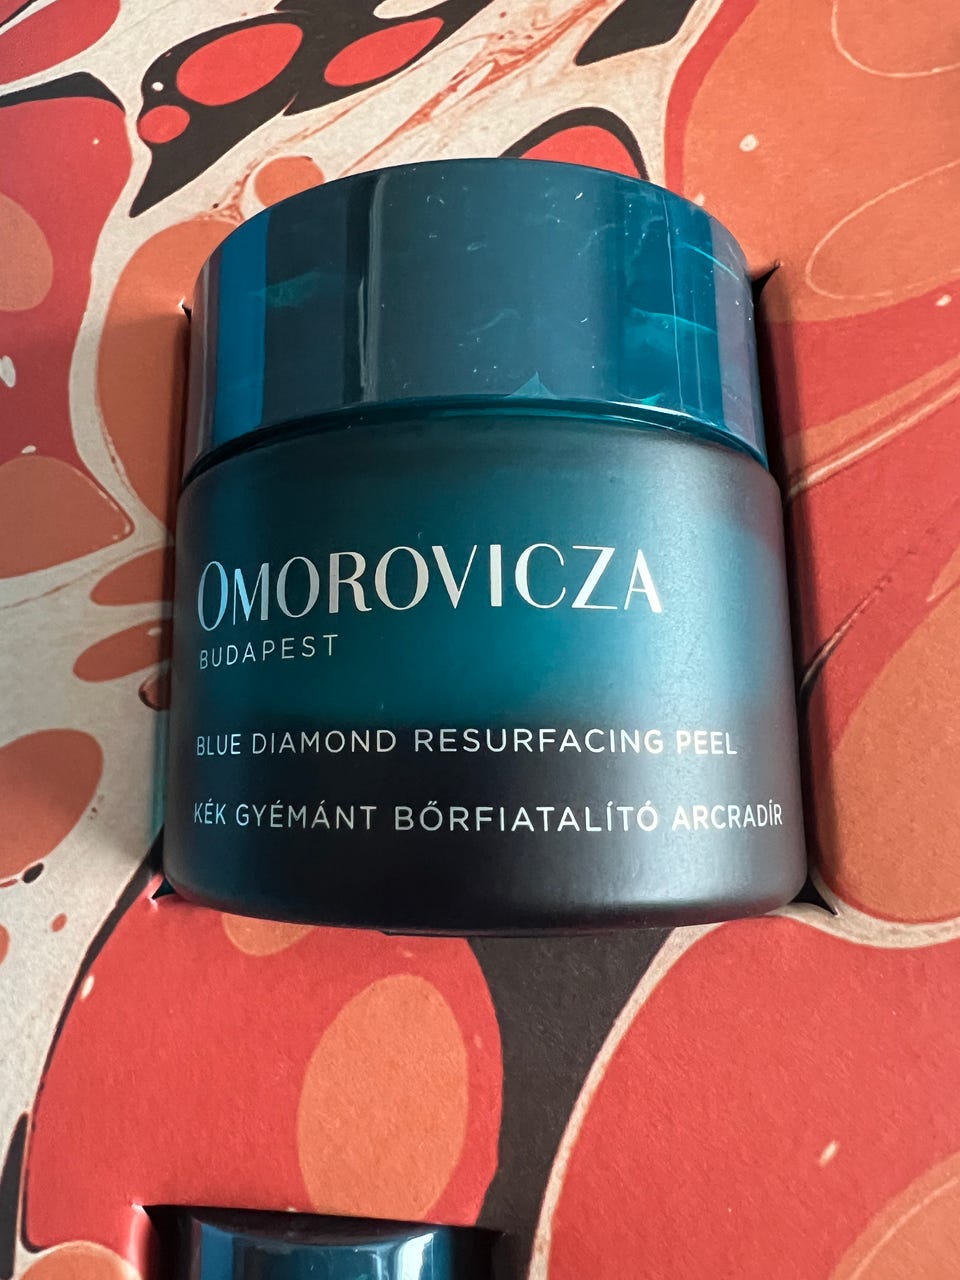 OMOROVICZA
BUDAPEST
BLUE DIAMOND RESURFACING PEEL
KÉK GYÉMÁNT BŐRFIATALÍTÓ ARCRADÍR